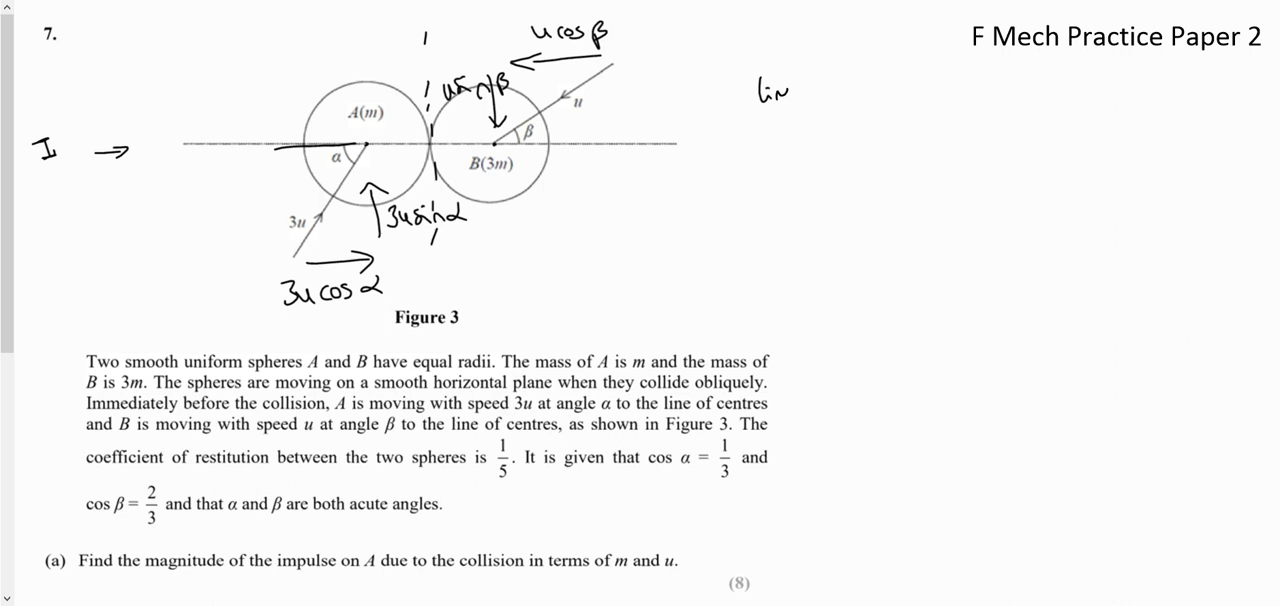 F Mech Practice Paper 2
7.
u cos β
u sin β
lin
A(m)
u
β
I →
α
B(3m)
3u
3u sin α
3u cos α
Figure 3
Two smooth uniform spheres A and B have equal radii. The mass of A is m and the mass of
B is 3m. The spheres are moving on a smooth horizontal plane when they collide obliquely.
Immediately before the collision, A is moving with speed 3u at angle α to the line of centres
and B is moving with speed u at angle β to the line of centres, as shown in Figure 3. The
coefficient of restitution between the two spheres is 1/5. It is given that cos α = 1/3 and
cos β = 2/3 and that α and β are both acute angles.
(a) Find the magnitude of the impulse on A due to the collision in terms of m and u.
(8)